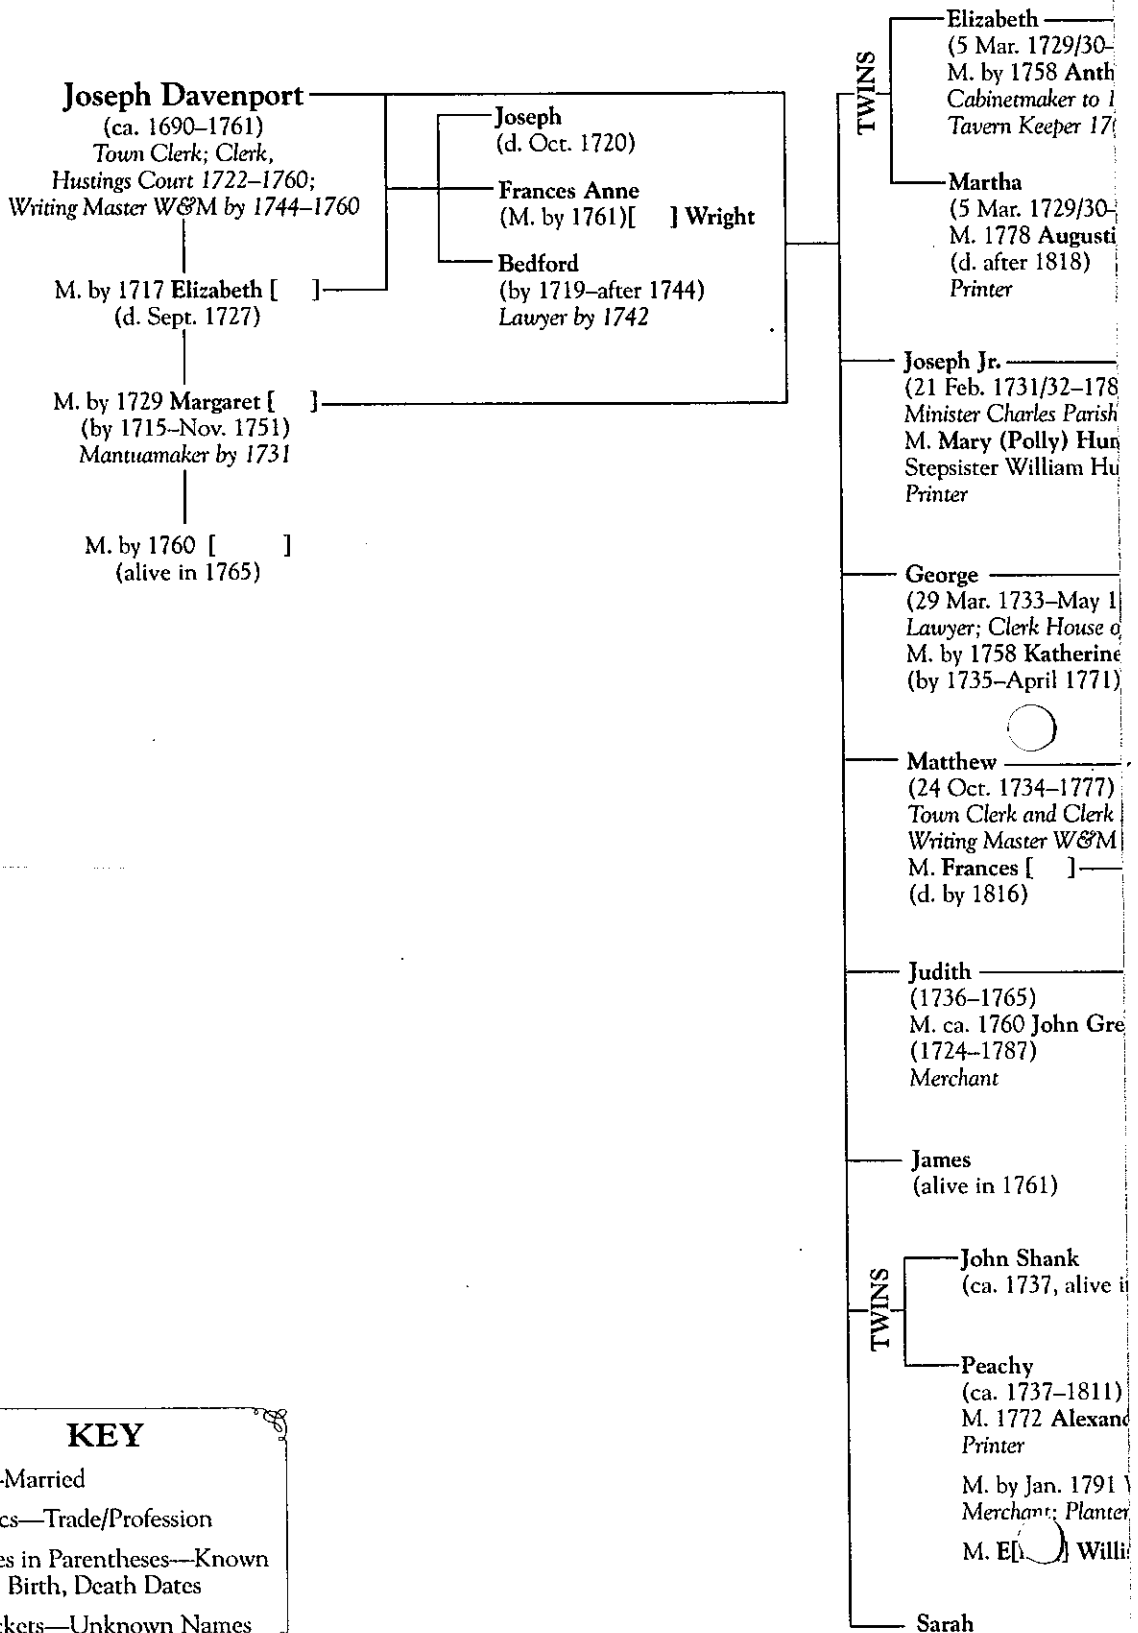 Joseph Davenport
(ca. 1690–1761)
Town Clerk; Clerk,
Hustings Court 1722–1760;
Writing Master W&M by 1744–1760
M. by 1717 Elizabeth [ ]
(d. Sept. 1727)
M. by 1729 Margaret [ ]
(by 1715–Nov. 1751)
Mantuamaker by 1731
M. by 1760 [ ]
(alive in 1765)
Joseph
(d. Oct. 1720)
Frances Anne
(M. by 1761)[ ] Wright
Bedford
(by 1719–after 1744)
Lawyer by 1742
TWINS
Elizabeth
(5 Mar. 1729/30–
M. by 1758 Anth
Cabinetmaker to
Tavern Keeper 17
Martha
(5 Mar. 1729/30–
M. 1778 Augusti
(d. after 1818)
Printer
Joseph Jr.
(21 Feb. 1731/32–178
Minister Charles Parish
M. Mary (Polly) Hun
Stepsister William Hu
Printer
George
(29 Mar. 1733–May 1
Lawyer; Clerk House o
M. by 1758 Katherine
(by 1735–April 1771)
Matthew
(24 Oct. 1734–1777)
Town Clerk and Clerk
Writing Master W&M
M. Frances [ ]
(d. by 1816)
Judith
(1736–1765)
M. ca. 1760 John Gre
(1724–1787)
Merchant
James
(alive in 1761)
TWINS
John Shank
(ca. 1737, alive i
Peachy
(ca. 1737–1811)
M. 1772 Alexand
Printer
M. by Jan. 1791
Merchant; Planter
M. E[ ] Willi
Sarah
KEY
–Married
cs—Trade/Profession
es in Parentheses—Known
Birth, Death Dates
ckets—Unknown Names